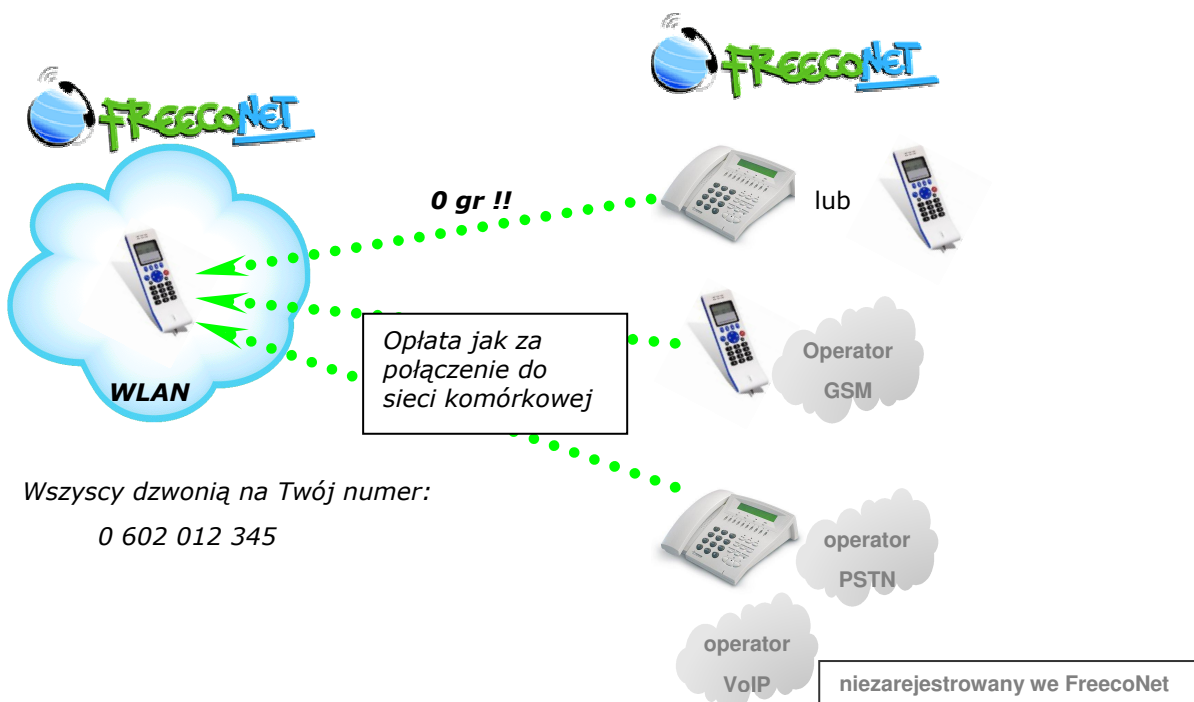 FREECONET
FREECONET
0 gr !!
lub
Opłata jak za
połączenie do
sieci komórkowej
Operator
GSM
WLAN
Wszyscy dzwonią na Twój numer:
0 602 012 345
operator
PSTN
operator
VoIP
niezarejestrowany we FreecoNet